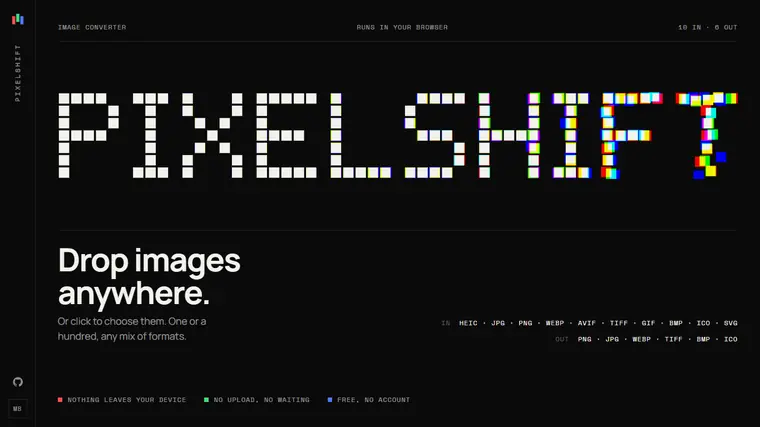 IMAGE CONVERTER
RUNS IN YOUR BROWSER
10 IN · 6 OUT
PIXELSHIFT
PIXELSHIFT
Drop images
anywhere.
Or click to choose them. One or a
hundred, any mix of formats.
IN HEIC · JPG · PNG · WEBP · AVIF · TIFF · GIF · BMP · ICO · SVG
OUT PNG · JPG · WEBP · TIFF · BMP · ICO
NOTHING LEAVES YOUR DEVICE
NO UPLOAD, NO WAITING
FREE, NO ACCOUNT